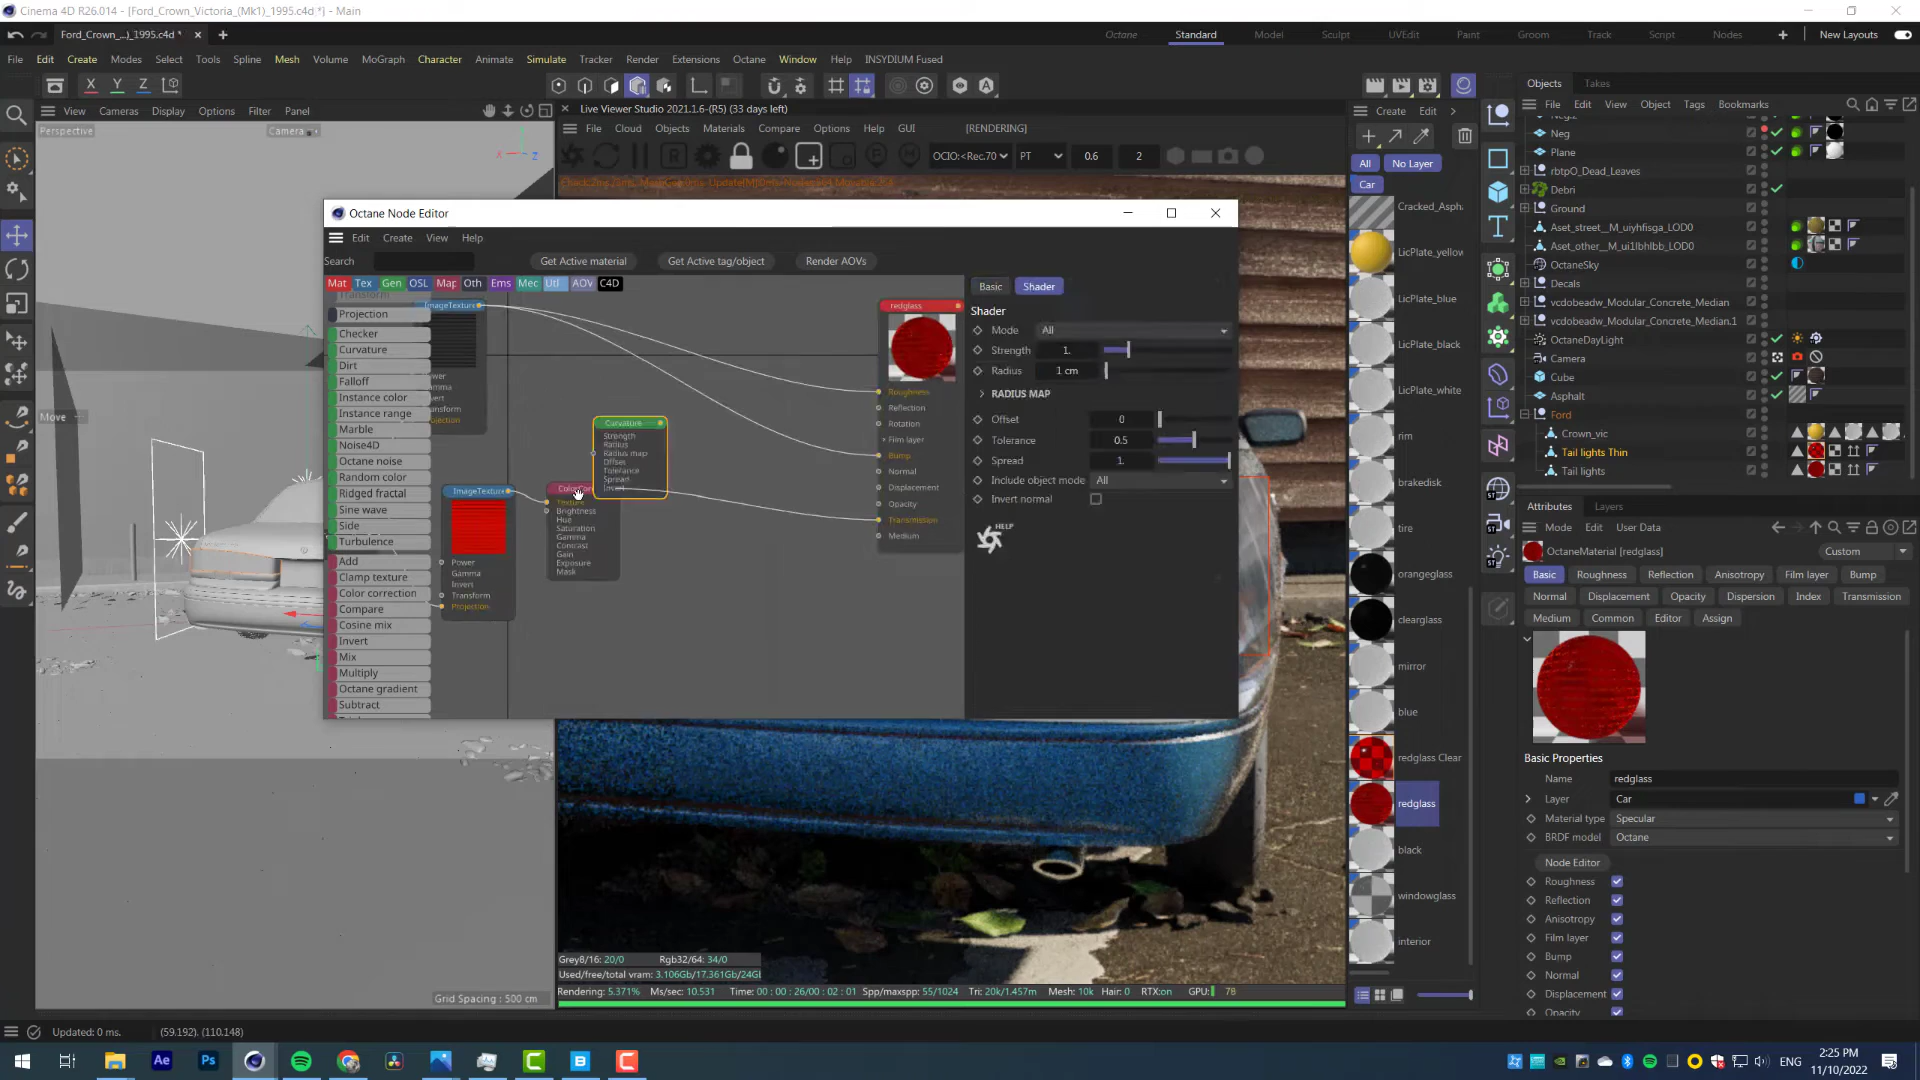 Cinema 4D R26.014 - [Ford_Crown_Victoria_(Mk1)_1995.c4d *] - Main
Ford_Crown_...)_1995.c4d *
Octane Standard Model Sculpt UVEdit Paint Groom Track Script Nodes New Layouts
File Edit Create Modes Select Tools Spline Mesh Volume MoGraph Character Animate Simulate Tracker Render Extensions Octane Window Help INSYDIUM Fused
X Y Z
View Cameras Display Options Filter Panel
Perspective
Camera
Live Viewer Studio 2021.1.6-(R5) (33 days left)
File Cloud Objects Materials Compare Options Help GUI [RENDERING]
OCIO:<Rec.70 PT 0.6 2
Octane Node Editor
Edit Create View Help
Search Get Active material Get Active tag/object Render AOVs
Mat Tex Gen OSL Map Oth Ems Mec Utl AOV C4D
Transform
Projection
Checker
Curvature
Dirt
Falloff
Instance color
Instance range
Marble
Noise4D
Octane noise
Random color
Ridged fractal
Sine wave
Side
Turbulence
Add
Clamp texture
Color correction
Compare
Cosine mix
Invert
Mix
Multiply
Octane gradient
Subtract
ImageTexture
ImageTexture
Power
Gamma
Invert
Transform
Projection
Texture
Brightness
Hue
Saturation
Gamma
Contrast
Gain
Exposure
Mask
Curvature
Strength
Radius
Radius map
Offset
Tolerance
Spread
Invert
redglass
Roughness
Reflection
Rotation
Film layer
Bump
Normal
Displacement
Opacity
Transmission
Medium
Basic Shader
Shader
Mode All
Strength 1.
Radius 1 cm
RADIUS MAP
Offset 0
Tolerance 0.5
Spread 1.
Include object mode All
Invert normal
HELP
Move
Grid Spacing : 500 cm
Grey8/16: 20/0 Rgb32/64: 34/0
Used/free/total vram: 3.106Gb/17.361Gb/24Gl
Rendering: 5.371% Ms/sec: 10.531 Time: 00 : 00 : 26/00 : 02 : 01 Spp/maxspp: 55/1024 Tri: 20k/1.457m Mesh: 10k Hair: 0 RTX:on GPU: 78
Create Edit
All No Layer
Car
Cracked_Asph
LicPlate_yellow
LicPlate_blue
LicPlate_black
LicPlate_white
rim
brakedisk
tire
orangeglass
clearglass
mirror
blue
redglass Clear
redglass
black
windowglass
interior
Objects Takes
File Edit View Object Tags Bookmarks
Neg.2
Neg
Plane
rbtpO_Dead_Leaves
Debri
Ground
Aset_street__M_uiyhfisga_LOD0
Aset_other__M_ui1lbhlbb_LOD0
OctaneSky
Decals
vcdobeadw_Modular_Concrete_Median
vcdobeadw_Modular_Concrete_Median.1
OctaneDayLight
Camera
Cube
Asphalt
Ford
Crown_vic
Tail lights Thin
Tail lights
Attributes Layers
Mode Edit User Data
OctaneMaterial [redglass] Custom
Basic Roughness Reflection Anisotropy Film layer Bump
Normal Displacement Opacity Dispersion Index Transmission
Medium Common Editor Assign
Basic Properties
Name redglass
Layer Car
Material type Specular
BRDF model Octane
Node Editor
Roughness
Reflection
Anisotropy
Film layer
Bump
Normal
Displacement
Opacity
Updated: 0 ms. (59.192). (110.148)
Ae Ps B C
ENG 2:25 PM
11/10/2022